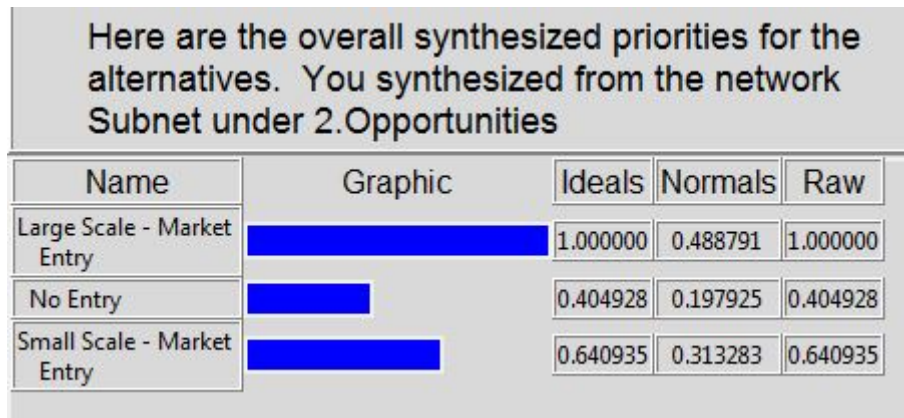 Here are the overall synthesized priorities for the
alternatives.  You synthesized from the network
Subnet under 2.Opportunities
Name Graphic Ideals Normals Raw
Large Scale - Market
Entry
1.000000 0.488791 1.000000
No Entry 0.404928 0.197925 0.404928
Small Scale - Market
Entry
0.640935 0.313283 0.640935